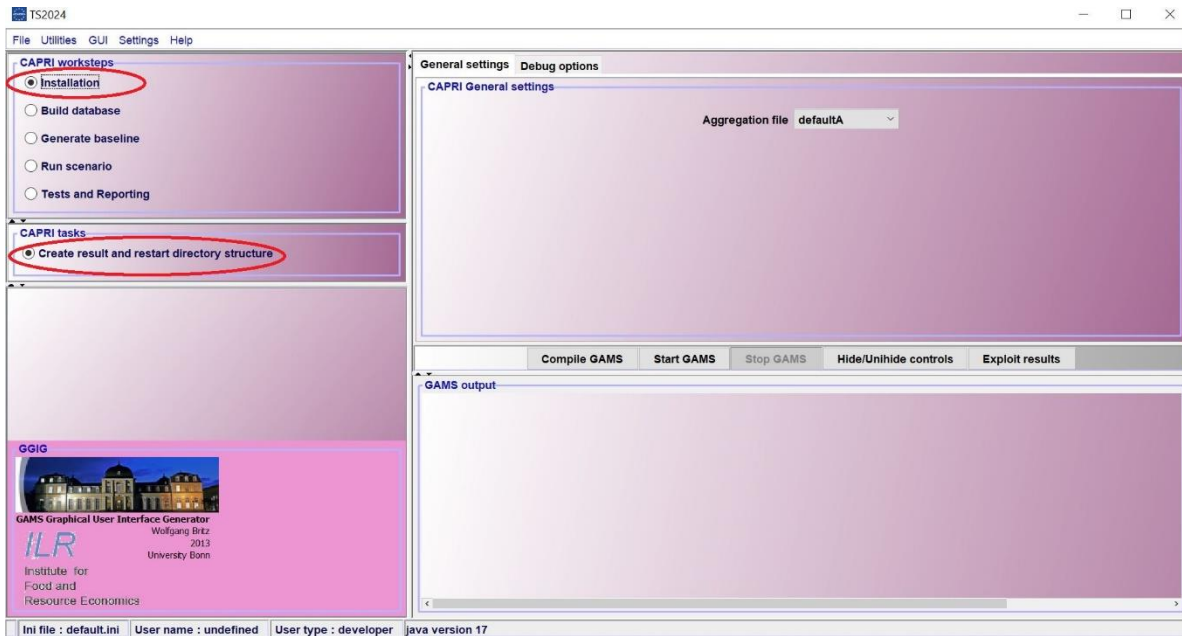 TS2024
File Utilities GUI Settings Help
CAPRI worksteps
Installation
Build database
Generate baseline
Run scenario
Tests and Reporting
CAPRI tasks
Create result and restart directory structure
General settings Debug options
CAPRI General settings
Aggregation file defaultA
Compile GAMS Start GAMS Stop GAMS Hide/Unihide controls Exploit results
GAMS output
GGIG
GAMS Graphical User Interface Generator
Wolfgang Britz
2013
University Bonn
ILR
Institute for
Food and
Resource Economics
Ini file : default.ini User name : undefined User type : developer java version 17